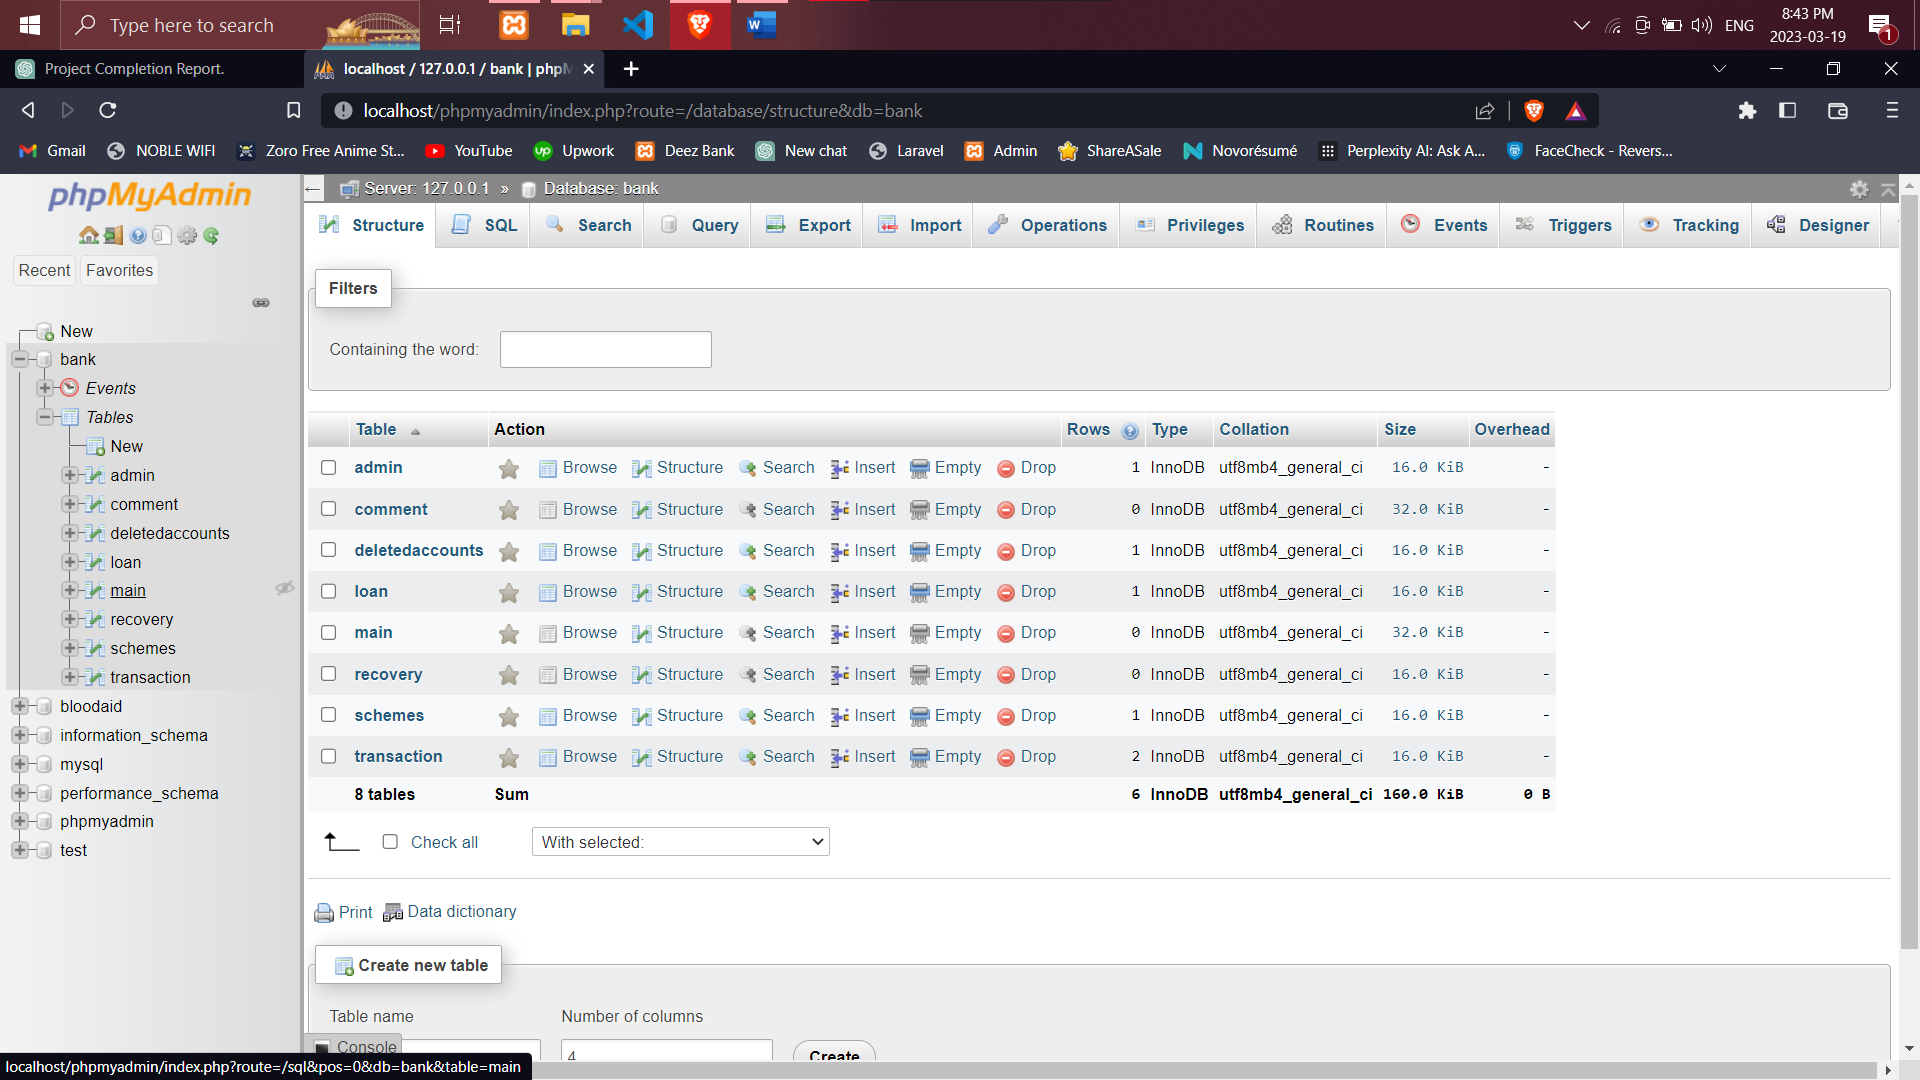 Type here to search
ENG
8:43 PM
2023-03-19
1
Project Completion Report.
localhost / 127.0.0.1 / bank | phpM
localhost/phpmyadmin/index.php?route=/database/structure&db=bank
Gmail NOBLE WIFI Zoro Free Anime St... YouTube Upwork Deez Bank New chat Laravel Admin ShareASale Novorésumé Perplexity AI: Ask A... FaceCheck - Revers...
phpMyAdmin
Recent Favorites
New
bank
Events
Tables
New
admin
comment
deletedaccounts
loan
main
recovery
schemes
transaction
bloodaid
information_schema
mysql
performance_schema
phpmyadmin
test
Server: 127.0.0.1 » Database: bank
Structure SQL Search Query Export Import Operations Privileges Routines Events Triggers Tracking Designer
Filters
Containing the word:
Table Action Rows Type Collation Size Overhead
admin Browse Structure Search Insert Empty Drop 1 InnoDB utf8mb4_general_ci 16.0 KiB -
comment Browse Structure Search Insert Empty Drop 0 InnoDB utf8mb4_general_ci 32.0 KiB -
deletedaccounts Browse Structure Search Insert Empty Drop 1 InnoDB utf8mb4_general_ci 16.0 KiB -
loan Browse Structure Search Insert Empty Drop 1 InnoDB utf8mb4_general_ci 16.0 KiB -
main Browse Structure Search Insert Empty Drop 0 InnoDB utf8mb4_general_ci 32.0 KiB -
recovery Browse Structure Search Insert Empty Drop 0 InnoDB utf8mb4_general_ci 16.0 KiB -
schemes Browse Structure Search Insert Empty Drop 1 InnoDB utf8mb4_general_ci 16.0 KiB -
transaction Browse Structure Search Insert Empty Drop 2 InnoDB utf8mb4_general_ci 16.0 KiB -
8 tables Sum 6 InnoDB utf8mb4_general_ci 160.0 KiB 0 B
Check all With selected:
Print Data dictionary
Create new table
Table name Number of columns
Console
4
Create
localhost/phpmyadmin/index.php?route=/sql&pos=0&db=bank&table=main